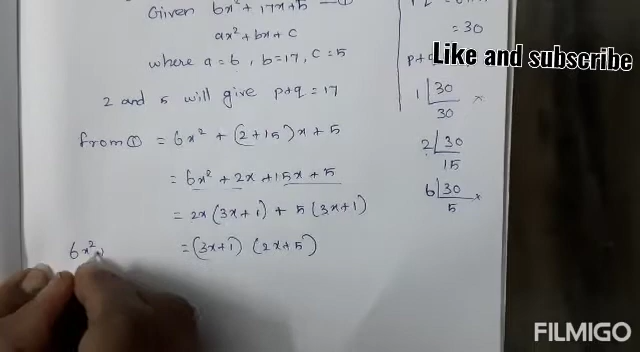 Given 6x² + 17x + 5 — ①
ax² + bx + c
where a = 6, b = 17, c = 5
2 and 5 will give p+q = 17
from ① = 6x² + (2+15)x + 5
= 6x² + 2x + 15x + 5
= 2x (3x+1) + 5 (3x+1)
= (3x+1) (2x+5)
6x²
= 30
p+q
1 | 30
30 ×
2 | 30
15
6 | 30
5 ×
Like and subscribe
FILMIGO